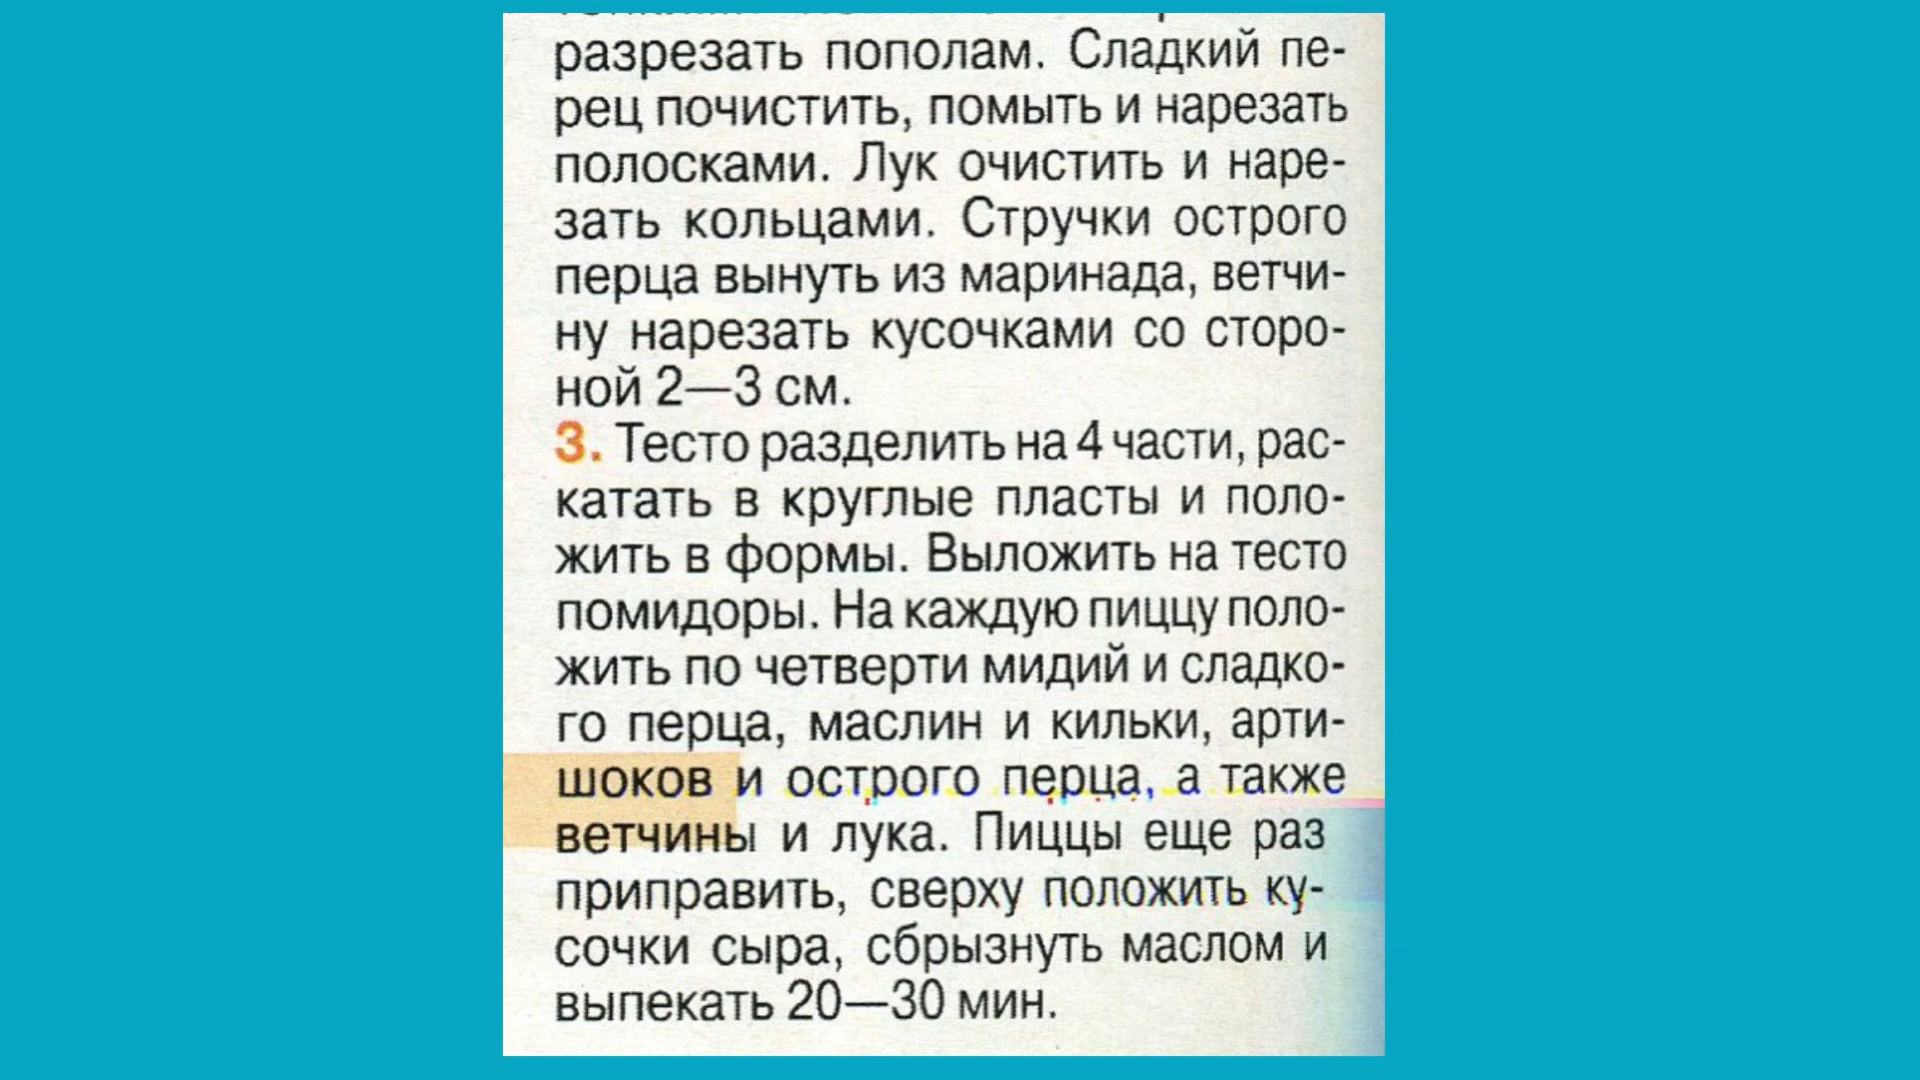 разрезать пополам. Сладкий пе-
рец почистить, помыть и нарезать
полосками. Лук очистить и наре-
зать кольцами. Стручки острого
перца вынуть из маринада, ветчи-
ну нарезать кусочками со сторо-
ной 2—3 см.
3. Тесто разделить на 4 части, рас-
катать в круглые пласты и поло-
жить в формы. Выложить на тесто
помидоры. На каждую пиццу поло-
жить по четверти мидий и сладко-
го перца, маслин и кильки, арти-
шоков и острого перца, а также
ветчины и лука. Пиццы еще раз
приправить, сверху положить ку-
сочки сыра, сбрызнуть маслом и
выпекать 20—30 мин.